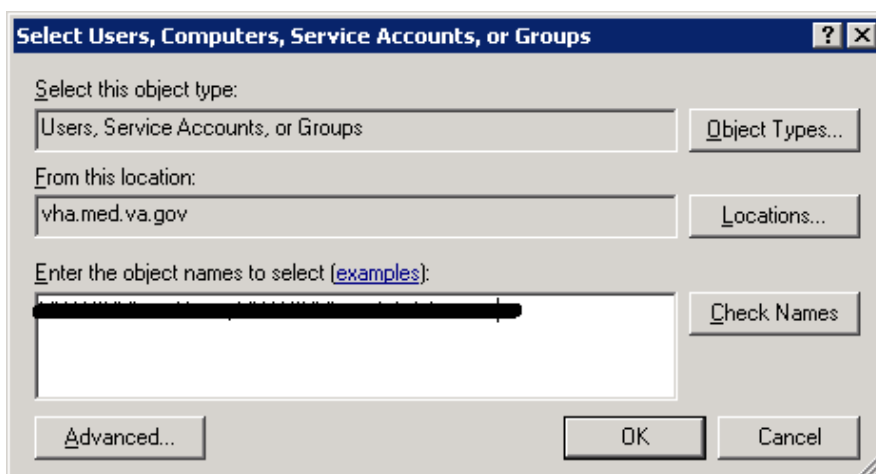 Select Users, Computers, Service Accounts, or Groups
Select this object type:
Users, Service Accounts, or Groups
Object Types...
From this location:
vha.med.va.gov
Locations...
Enter the object names to select (examples):
Check Names
Advanced...
OK
Cancel